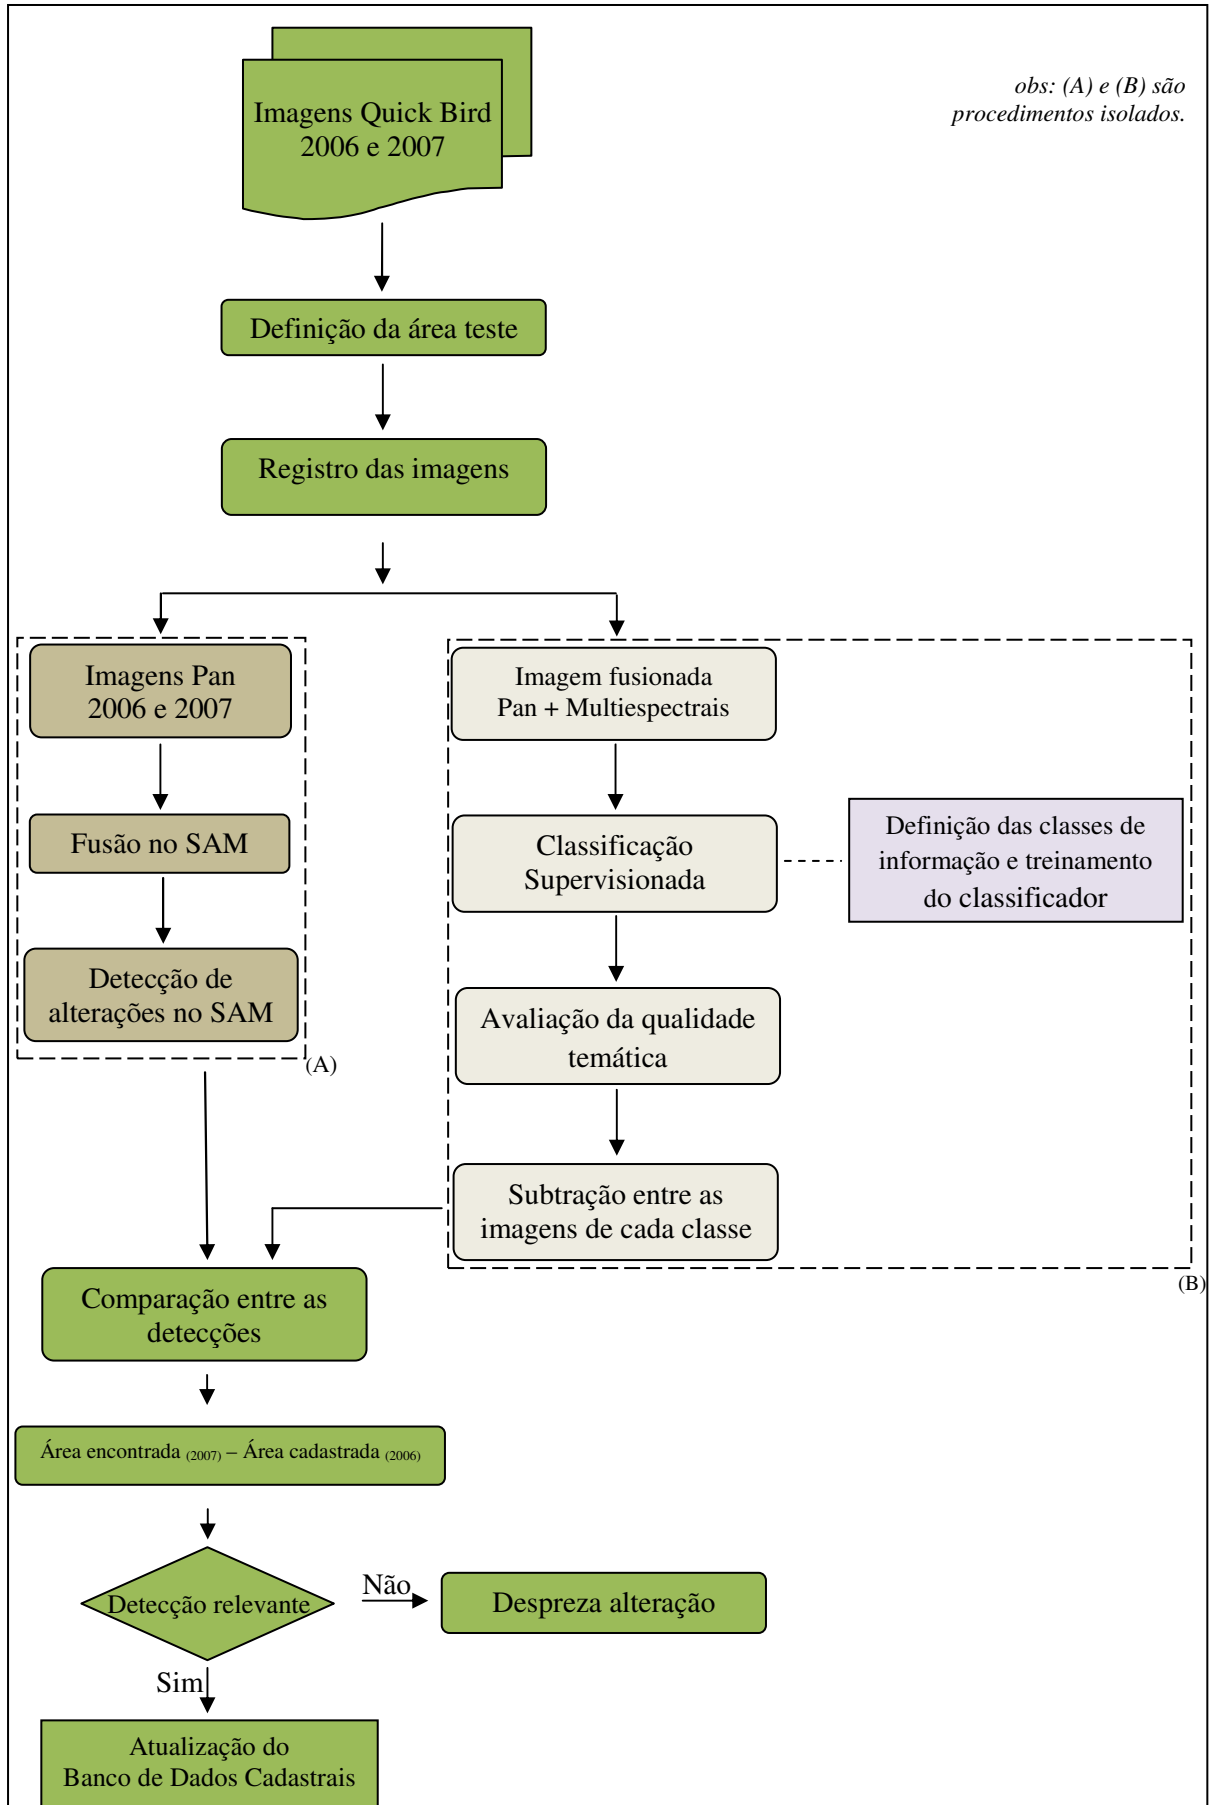 Imagens Quick Bird
2006 e 2007
obs: (A) e (B) são
procedimentos isolados.
Definição da área teste
Registro das imagens
Imagens Pan
2006 e 2007
Fusão no SAM
Detecção de
alterações no SAM
(A)
Imagem fusionada
Pan + Multiespectrais
Classificação
Supervisionada
Definição das classes de
informação e treinamento
do classificador
Avaliação da qualidade
temática
Subtração entre as
imagens de cada classe
(B)
Comparação entre as
detecções
Área encontrada (2007) – Área cadastrada (2006)
Detecção relevante
Não
Despreza alteração
Sim
Atualização do
Banco de Dados Cadastrais